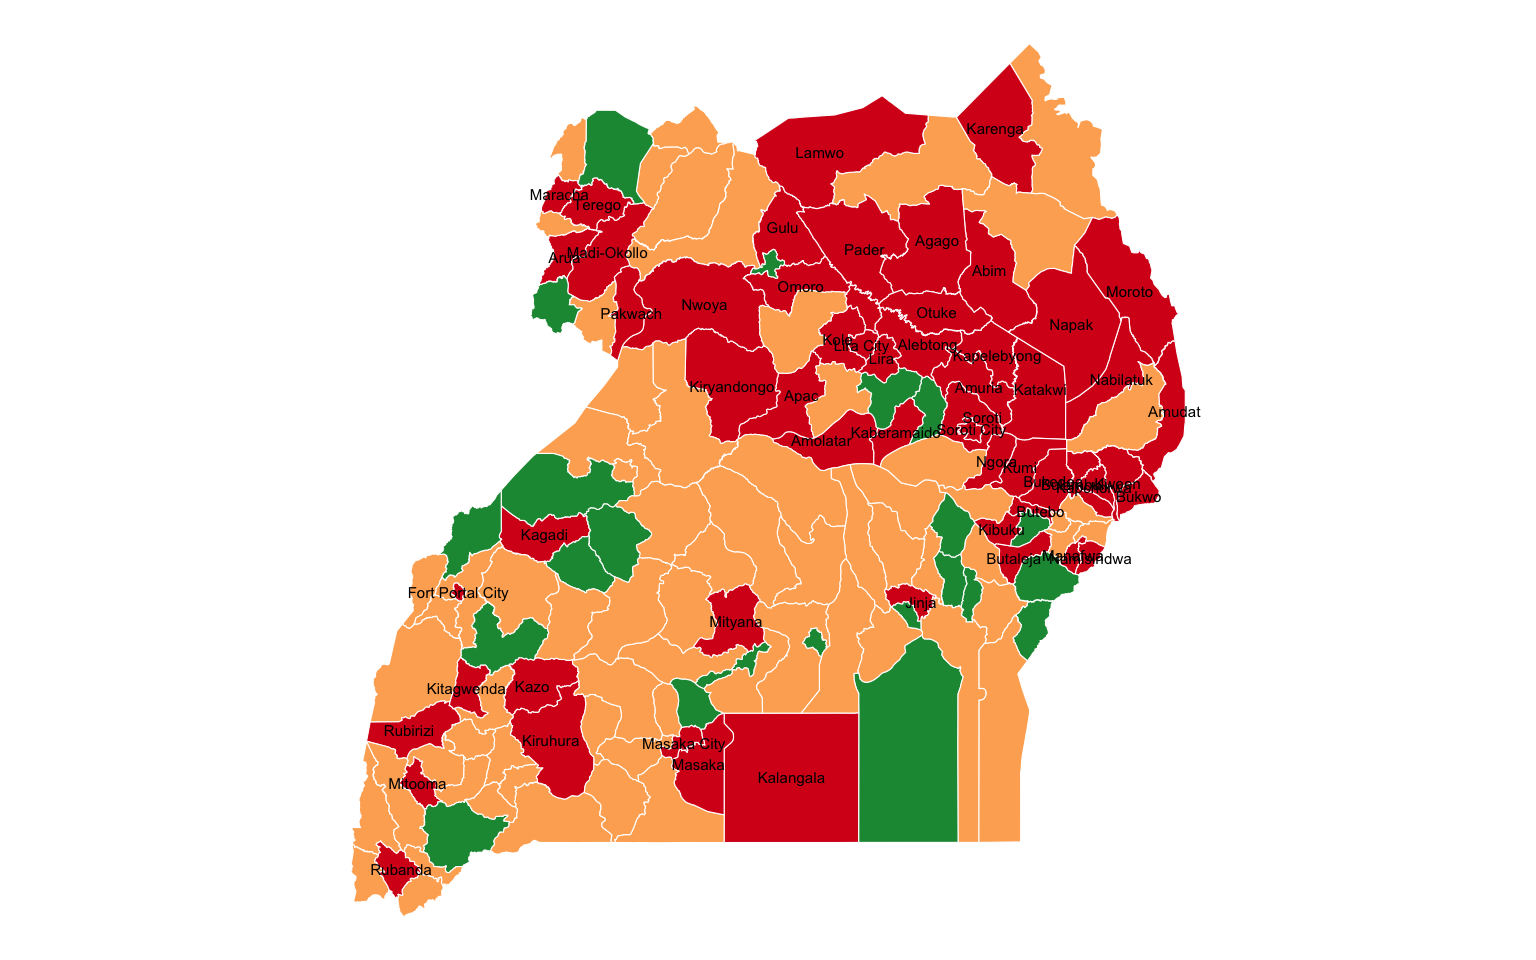 Karenga
Lamwo
Maracha
Terego
Gulu
Agago
Pader
Madi-Okollo
Arua
Abim
Omoro
Moroto
Nwoya
Pakwach
Otuke
Napak
Kole
Lira City
Alebtong
Kapelebyong
Lira
Nabilatuk
Kiryandongo
Amuria
Katakwi
Apac
Amudat
Soroti
Soroti City
Kaberamaido
Amolatar
Ngora
Kumi
Bukedea
Kween
Bukwo
Butebo
Kibuku
Kagadi
Butaleja
Manafwa
Namisindwa
Fort Portal City
Jinja
Mityana
Kitagwenda
Kazo
Rubirizi
Kiruhura
Masaka City
Masaka
Kalangala
Mitooma
Rubanda